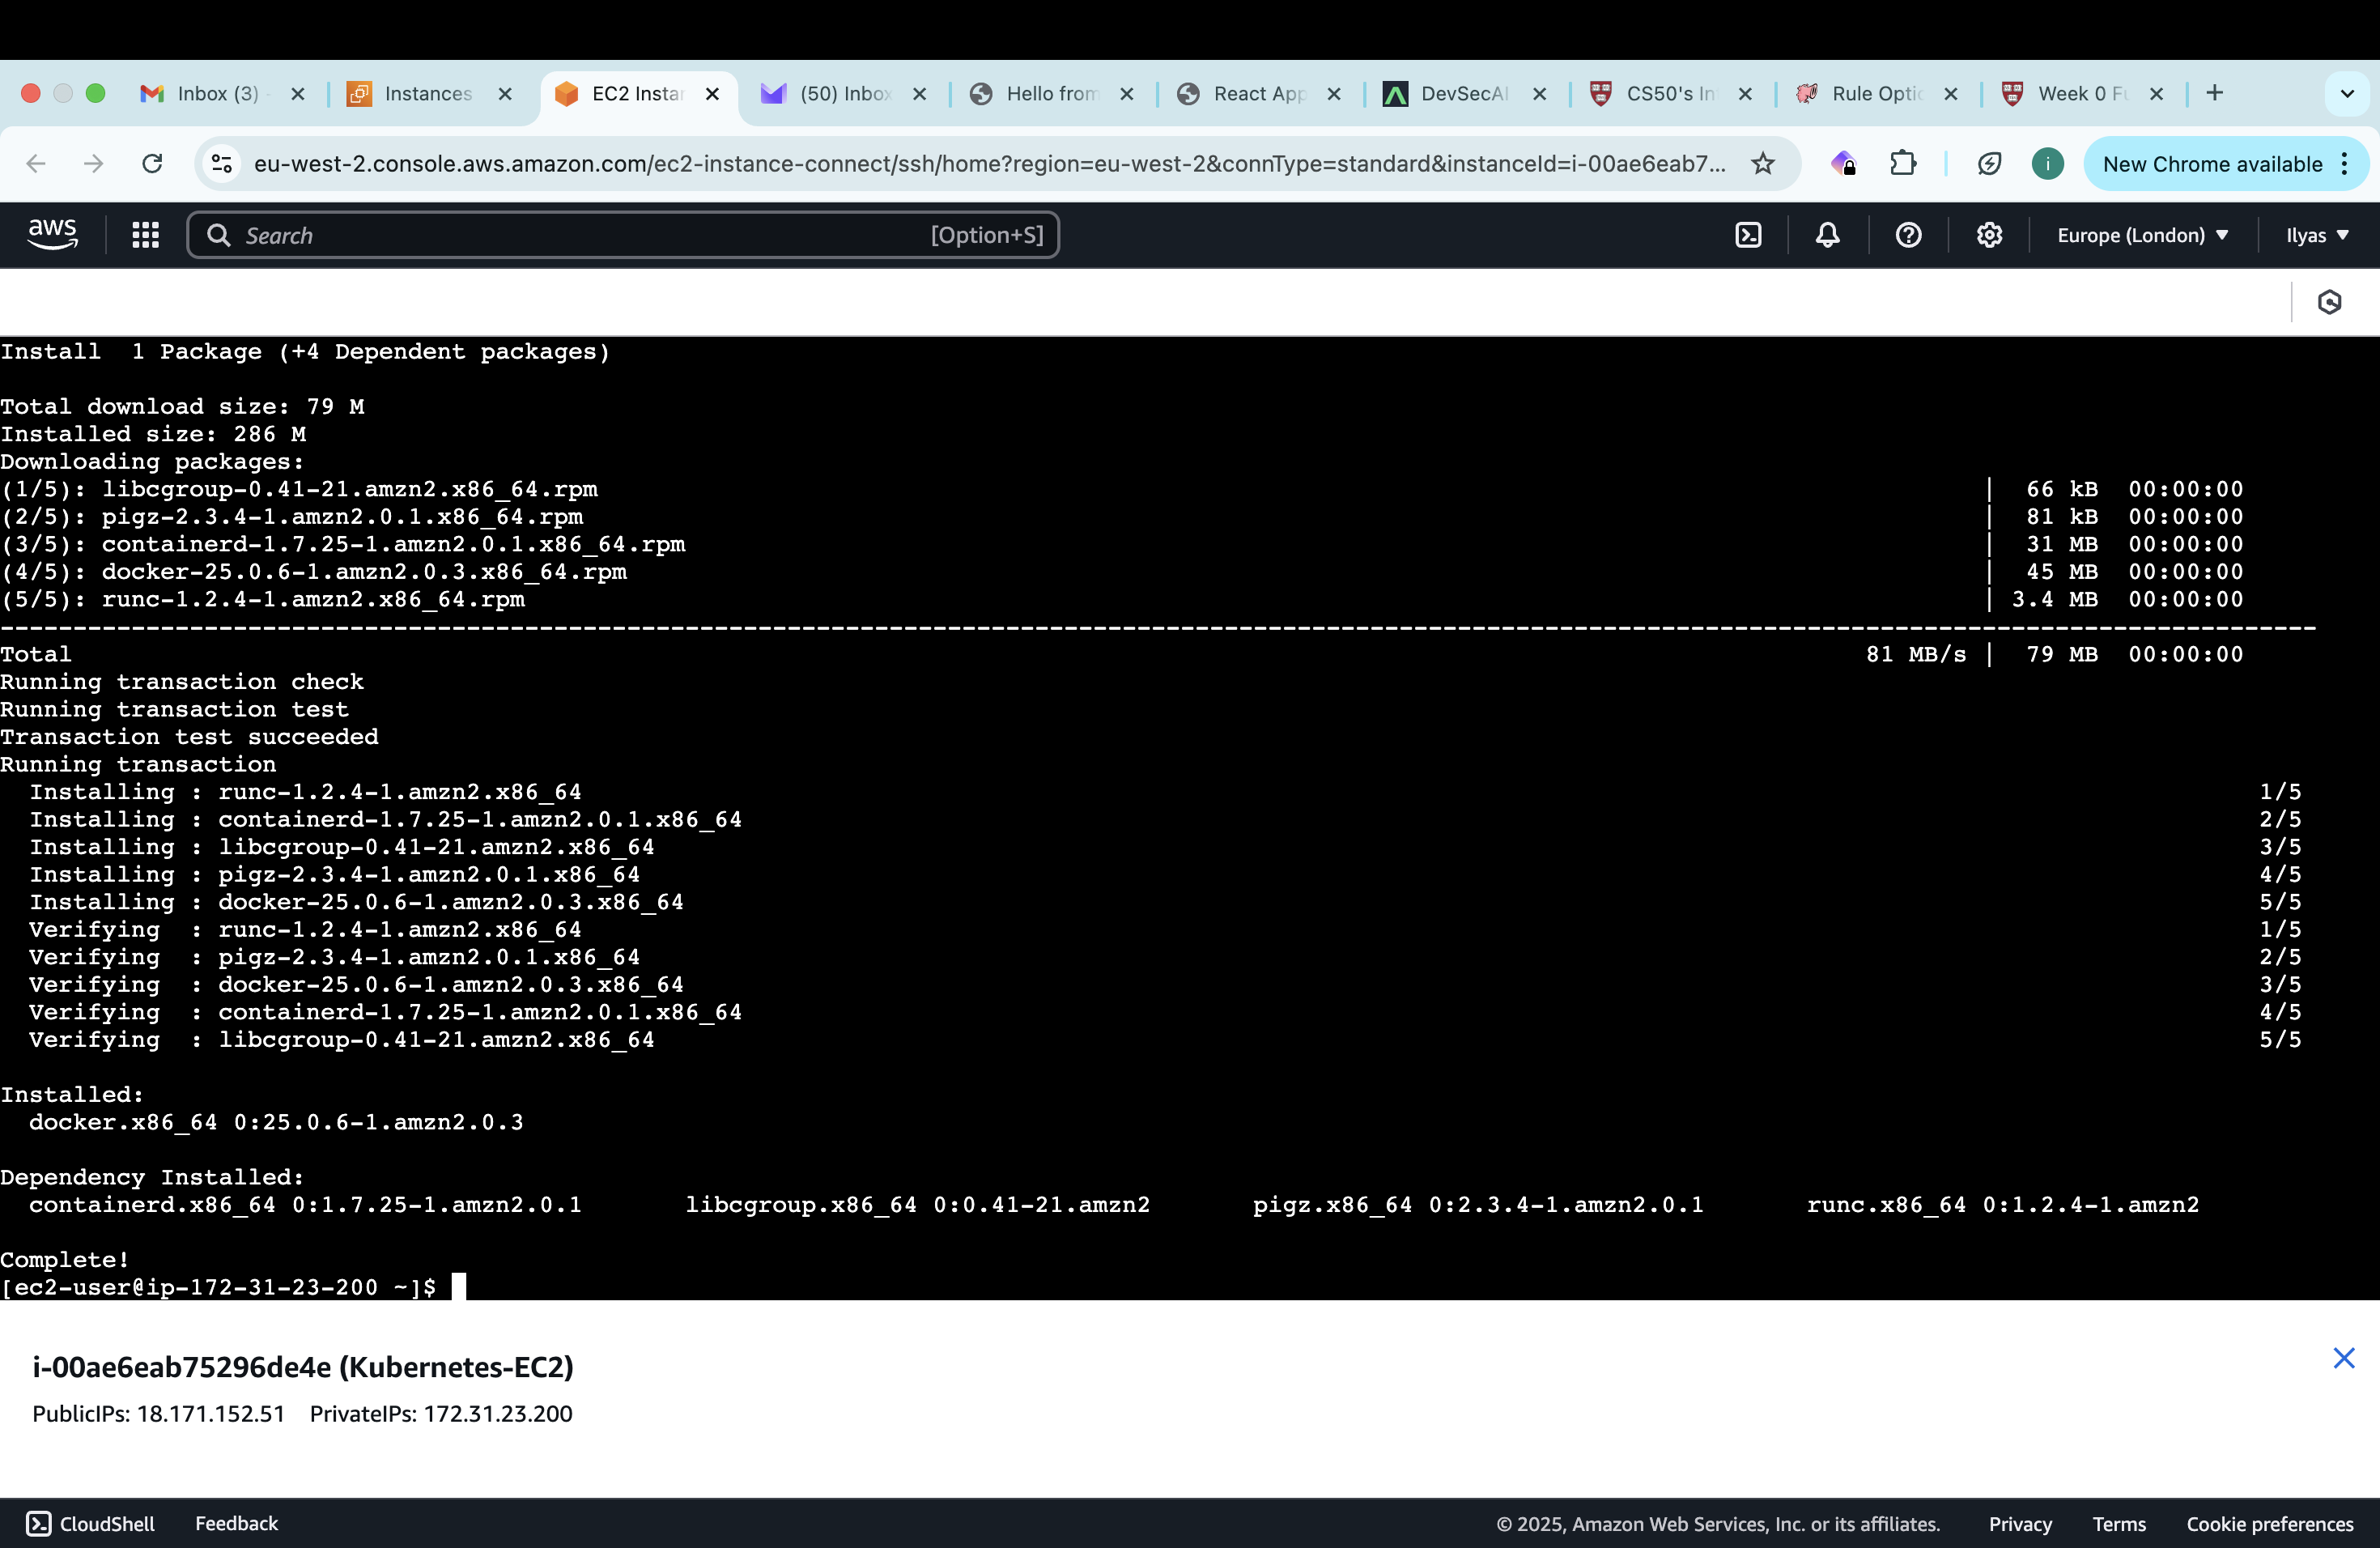 Inbox (3) -
Instances
EC2 Instan
(50) Inbox
Hello from
React App
DevSecAI
CS50's In
Rule Optio
Week 0 Fu
eu-west-2.console.aws.amazon.com/ec2-instance-connect/ssh/home?region=eu-west-2&connType=standard&instanceId=i-00ae6eab7...
i
New Chrome available
aws
Search
[Option+S]
Europe (London)
Ilyas
Install  1 Package (+4 Dependent packages)
Total download size: 79 M
Installed size: 286 M
Downloading packages:
(1/5): libcgroup-0.41-21.amzn2.x86_64.rpm | 66 kB 00:00:00
(2/5): pigz-2.3.4-1.amzn2.0.1.x86_64.rpm | 81 kB 00:00:00
(3/5): containerd-1.7.25-1.amzn2.0.1.x86_64.rpm | 31 MB 00:00:00
(4/5): docker-25.0.6-1.amzn2.0.3.x86_64.rpm | 45 MB 00:00:00
(5/5): runc-1.2.4-1.amzn2.x86_64.rpm | 3.4 MB 00:00:00
--------------------------------------------------------------------------------
Total 81 MB/s | 79 MB 00:00:00
Running transaction check
Running transaction test
Transaction test succeeded
Running transaction
Installing : runc-1.2.4-1.amzn2.x86_64 1/5
Installing : containerd-1.7.25-1.amzn2.0.1.x86_64 2/5
Installing : libcgroup-0.41-21.amzn2.x86_64 3/5
Installing : pigz-2.3.4-1.amzn2.0.1.x86_64 4/5
Installing : docker-25.0.6-1.amzn2.0.3.x86_64 5/5
Verifying : runc-1.2.4-1.amzn2.x86_64 1/5
Verifying : pigz-2.3.4-1.amzn2.0.1.x86_64 2/5
Verifying : docker-25.0.6-1.amzn2.0.3.x86_64 3/5
Verifying : containerd-1.7.25-1.amzn2.0.1.x86_64 4/5
Verifying : libcgroup-0.41-21.amzn2.x86_64 5/5
Installed:
docker.x86_64 0:25.0.6-1.amzn2.0.3
Dependency Installed:
containerd.x86_64 0:1.7.25-1.amzn2.0.1 libcgroup.x86_64 0:0.41-21.amzn2 pigz.x86_64 0:2.3.4-1.amzn2.0.1 runc.x86_64 0:1.2.4-1.amzn2
Complete!
[ec2-user@ip-172-31-23-200 ~]$
i-00ae6eab75296de4e (Kubernetes-EC2)
PublicIPs: 18.171.152.51 PrivateIPs: 172.31.23.200
CloudShell
Feedback
© 2025, Amazon Web Services, Inc. or its affiliates.
Privacy
Terms
Cookie preferences